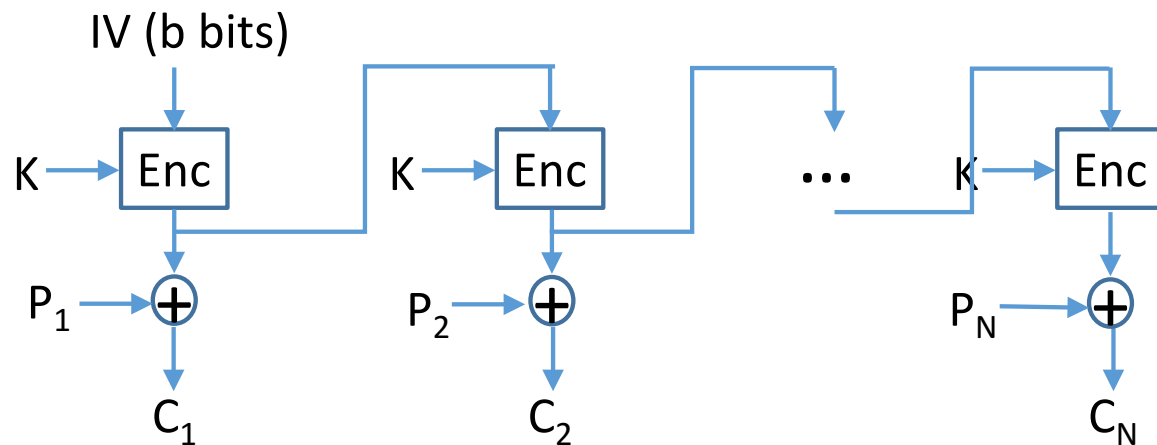 IV (b bits)
K Enc K Enc ... K Enc
P1 + P2 + PN +
C1 C2 CN